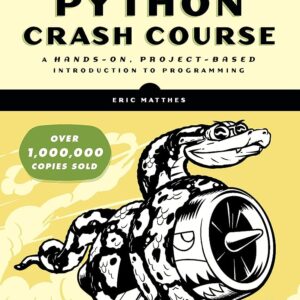 PYTHON
CRASH COURSE
A HANDS-ON, PROJECT-BASED
INTRODUCTION TO PROGRAMMING
ERIC MATTHES
OVER
1,000,000
COPIES SOLD